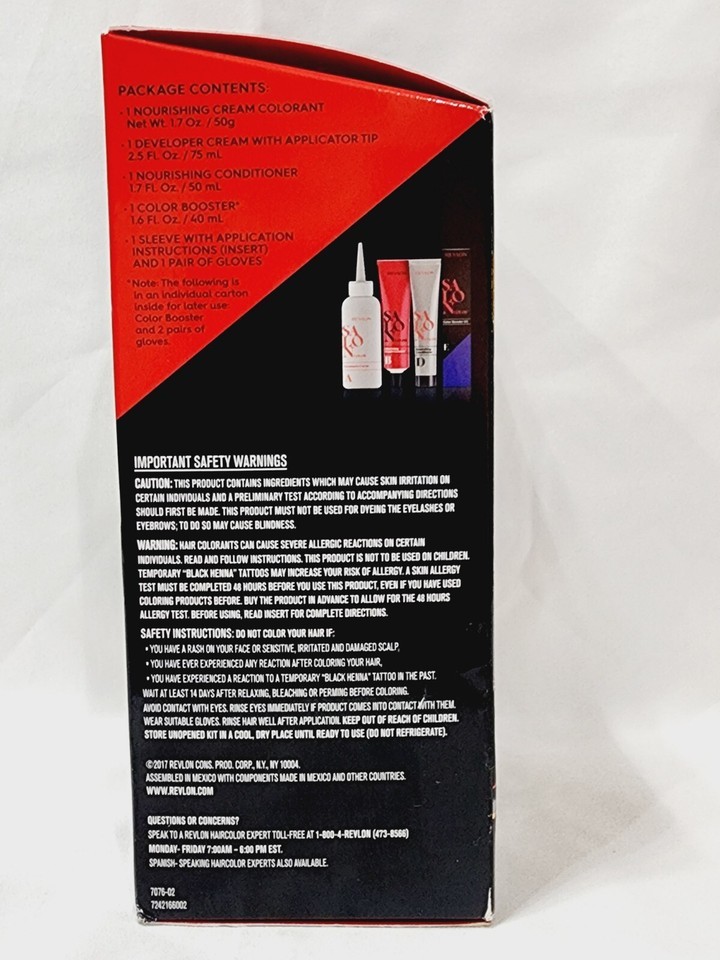 PACKAGE CONTENTS:
· 1 NOURISHING CREAM COLORANT
Net Wt. 1.7 Oz. / 50g
· 1 DEVELOPER CREAM WITH APPLICATOR TIP
2.5 FL. Oz. / 75 mL
· 1 NOURISHING CONDITIONER
1.7 FL. Oz. / 50 mL
· 1 COLOR BOOSTER*
1.6 FL. Oz. / 40 mL
· 1 SLEEVE WITH APPLICATION
INSTRUCTIONS (INSERT)
AND 1 PAIR OF GLOVES
*Note: The following is
in an individual carton
inside for later use:
Color Booster
and 2 pairs of
gloves.
REVLON
SALON
COLOR
A
REVLON
SALON
B
REVLON
SALON
D
REVLON
SALON
COLOR
E
IMPORTANT SAFETY WARNINGS
CAUTION: THIS PRODUCT CONTAINS INGREDIENTS WHICH MAY CAUSE SKIN IRRITATION ON
CERTAIN INDIVIDUALS AND A PRELIMINARY TEST ACCORDING TO ACCOMPANYING DIRECTIONS
SHOULD FIRST BE MADE. THIS PRODUCT MUST NOT BE USED FOR DYEING THE EYELASHES OR
EYEBROWS; TO DO SO MAY CAUSE BLINDNESS.
WARNING: HAIR COLORANTS CAN CAUSE SEVERE ALLERGIC REACTIONS ON CERTAIN
INDIVIDUALS. READ AND FOLLOW INSTRUCTIONS. THIS PRODUCT IS NOT TO BE USED ON CHILDREN.
TEMPORARY "BLACK HENNA" TATTOOS MAY INCREASE YOUR RISK OF ALLERGY. A SKIN ALLERGY
TEST MUST BE COMPLETED 48 HOURS BEFORE YOU USE THIS PRODUCT, EVEN IF YOU HAVE USED
COLORING PRODUCTS BEFORE. BUY THE PRODUCT IN ADVANCE TO ALLOW FOR THE 48 HOURS
ALLERGY TEST. BEFORE USING, READ INSERT FOR COMPLETE DIRECTIONS.
SAFETY INSTRUCTIONS: DO NOT COLOR YOUR HAIR IF:
• YOU HAVE A RASH ON YOUR FACE OR SENSITIVE, IRRITATED AND DAMAGED SCALP,
• YOU HAVE EVER EXPERIENCED ANY REACTION AFTER COLORING YOUR HAIR,
• YOU HAVE EXPERIENCED A REACTION TO A TEMPORARY "BLACK HENNA" TATTOO IN THE PAST.
WAIT AT LEAST 14 DAYS AFTER RELAXING, BLEACHING OR PERMING BEFORE COLORING.
AVOID CONTACT WITH EYES. RINSE EYES IMMEDIATELY IF PRODUCT COMES INTO CONTACT WITH THEM.
WEAR SUITABLE GLOVES. RINSE HAIR WELL AFTER APPLICATION. KEEP OUT OF REACH OF CHILDREN.
STORE UNOPENED KIT IN A COOL, DRY PLACE UNTIL READY TO USE (DO NOT REFRIGERATE).
©2017 REVLON CONS. PROD. CORP., N.Y., NY 10004.
ASSEMBLED IN MEXICO WITH COMPONENTS MADE IN MEXICO AND OTHER COUNTRIES.
WWW.REVLON.COM
QUESTIONS OR CONCERNS?
SPEAK TO A REVLON HAIRCOLOR EXPERT TOLL-FREE AT 1-800-4-REVLON (473-8566)
MONDAY- FRIDAY 7:00AM – 6:00 PM EST.
SPANISH- SPEAKING HAIRCOLOR EXPERTS ALSO AVAILABLE.
7076-02
7242166002